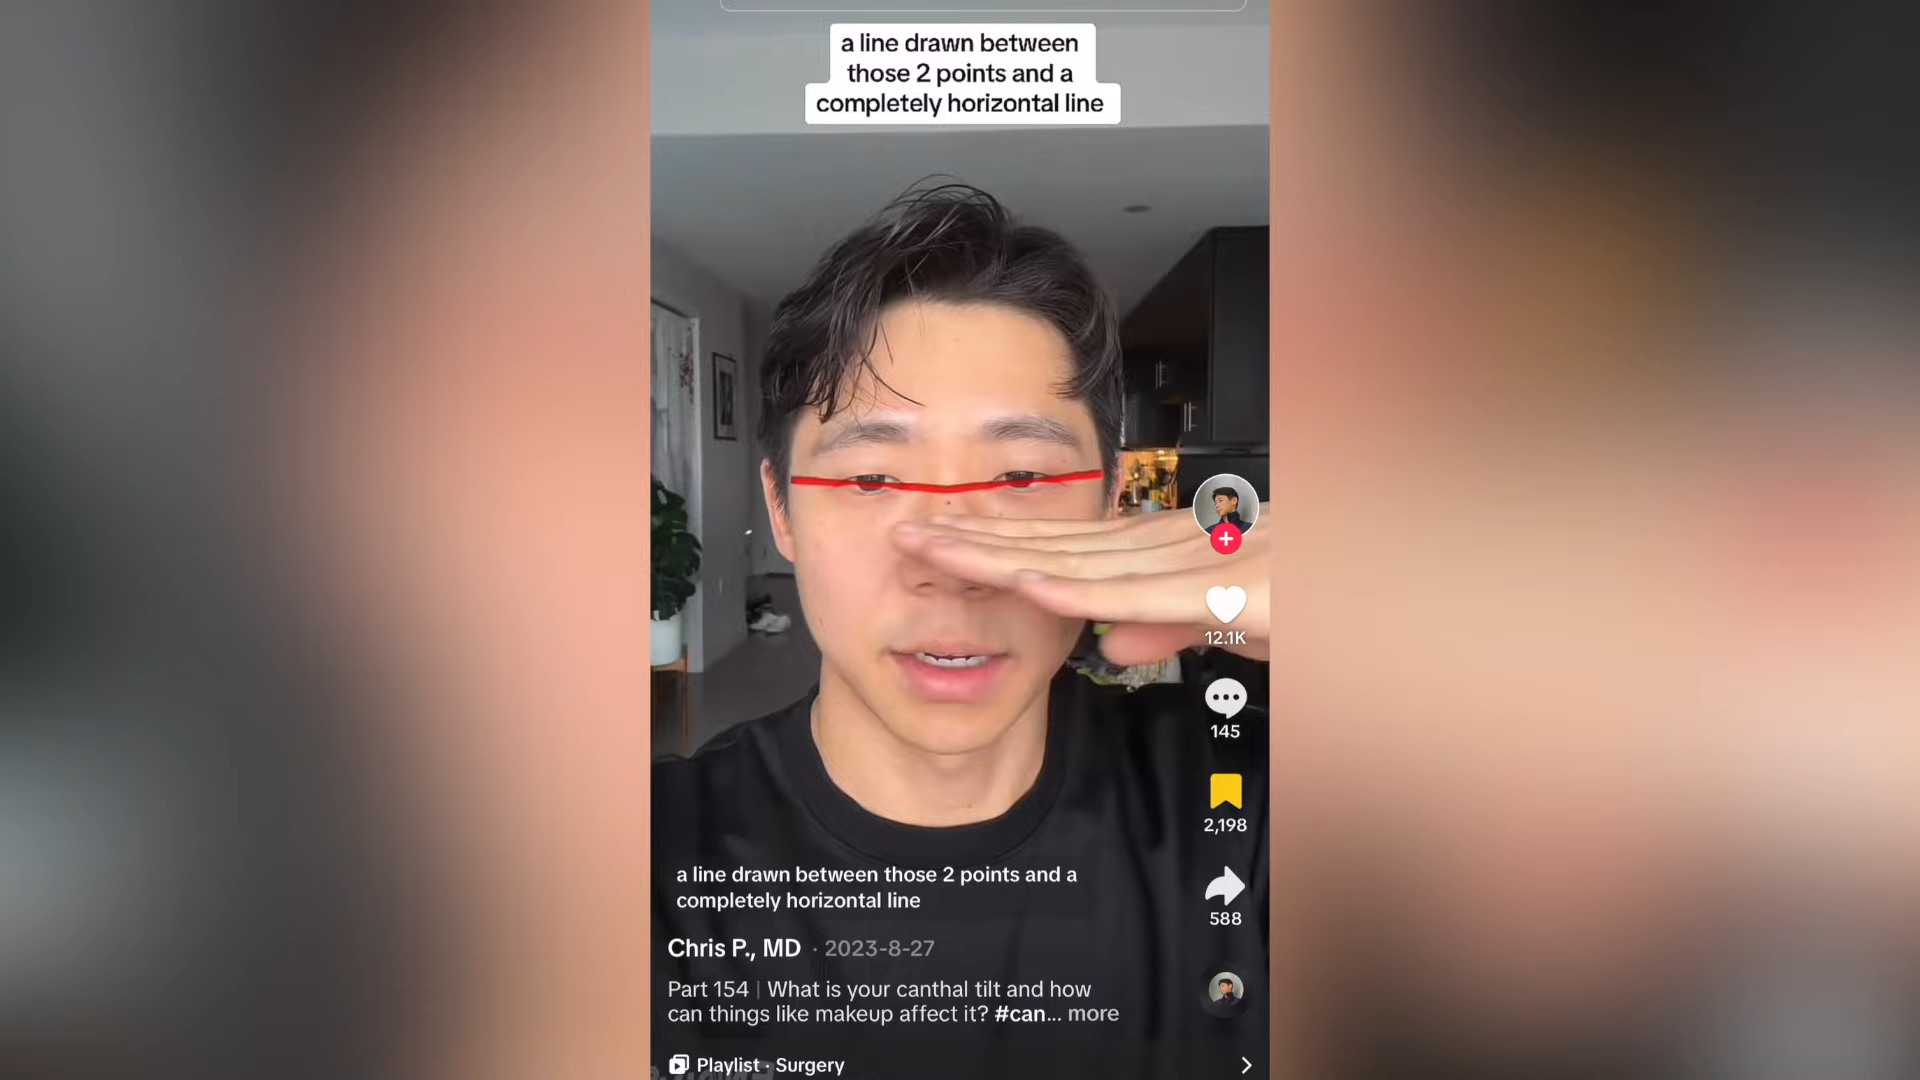 a line drawn between
those 2 points and a
completely horizontal line
12.1K
145
2,198
588
a line drawn between those 2 points and a
completely horizontal line
Chris P., MD · 2023-8-27
Part 154 | What is your canthal tilt and how
can things like makeup affect it? #can... more
Playlist · Surgery